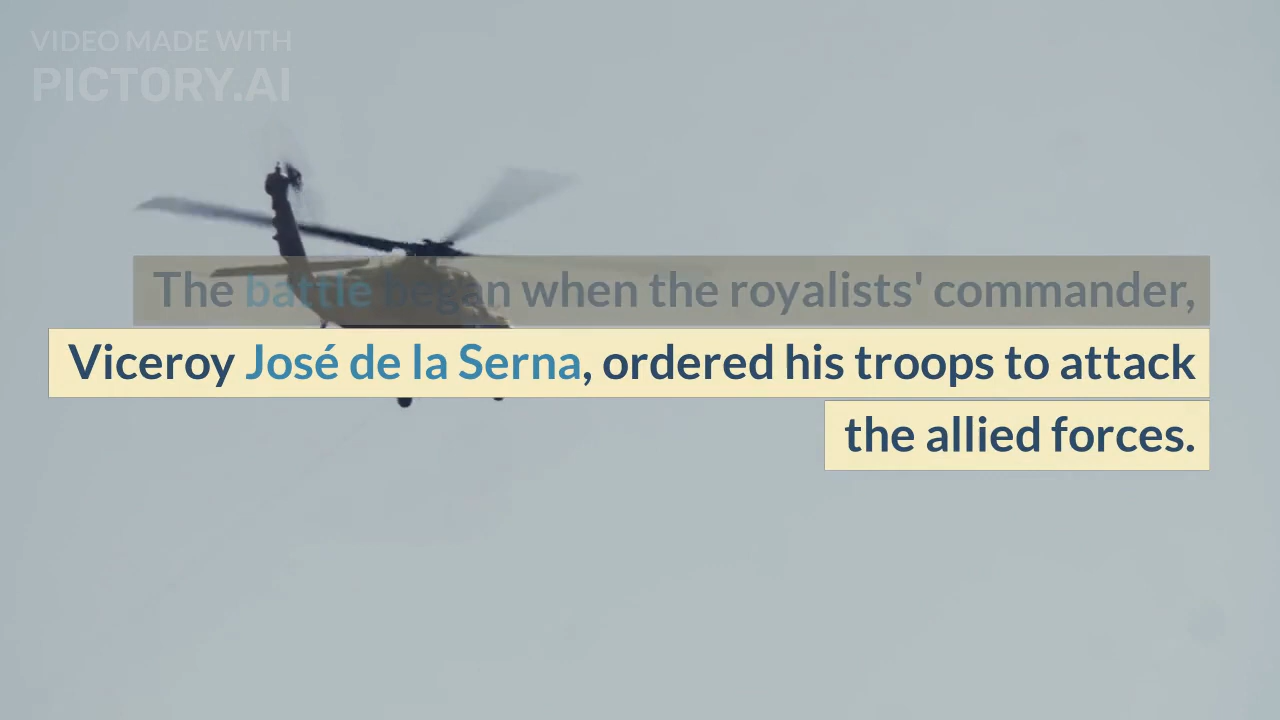 VIDEO MADE WITH
PICTORY.AI
The battle began when the royalists' commander,
Viceroy José de la Serna, ordered his troops to attack
the allied forces.